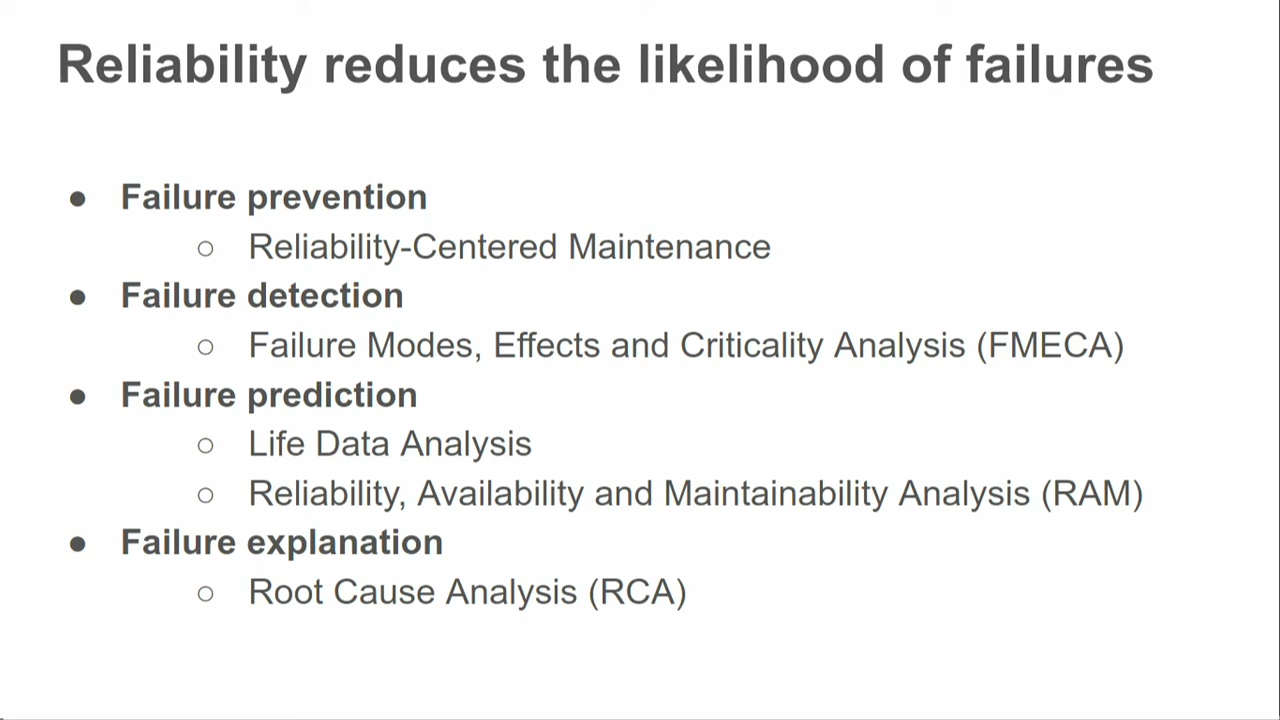 Reliability reduces the likelihood of failures
● Failure prevention
○ Reliability-Centered Maintenance
● Failure detection
○ Failure Modes, Effects and Criticality Analysis (FMECA)
● Failure prediction
○ Life Data Analysis
○ Reliability, Availability and Maintainability Analysis (RAM)
● Failure explanation
○ Root Cause Analysis (RCA)